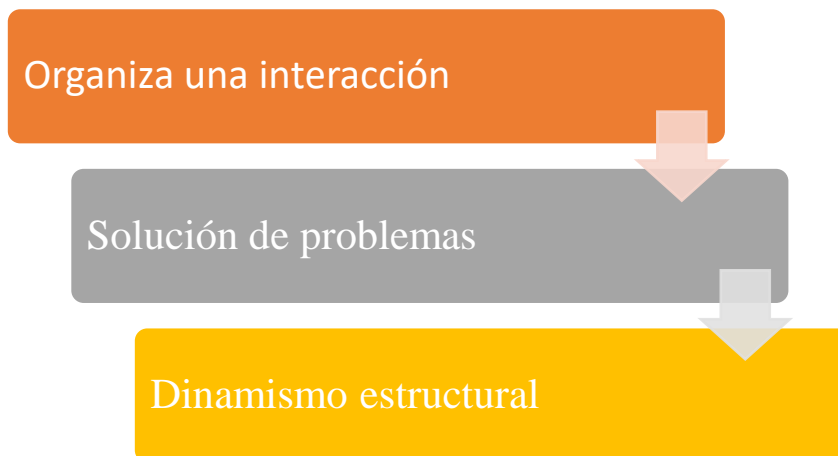 Organiza una interacción
Solución de problemas
Dinamismo estructural